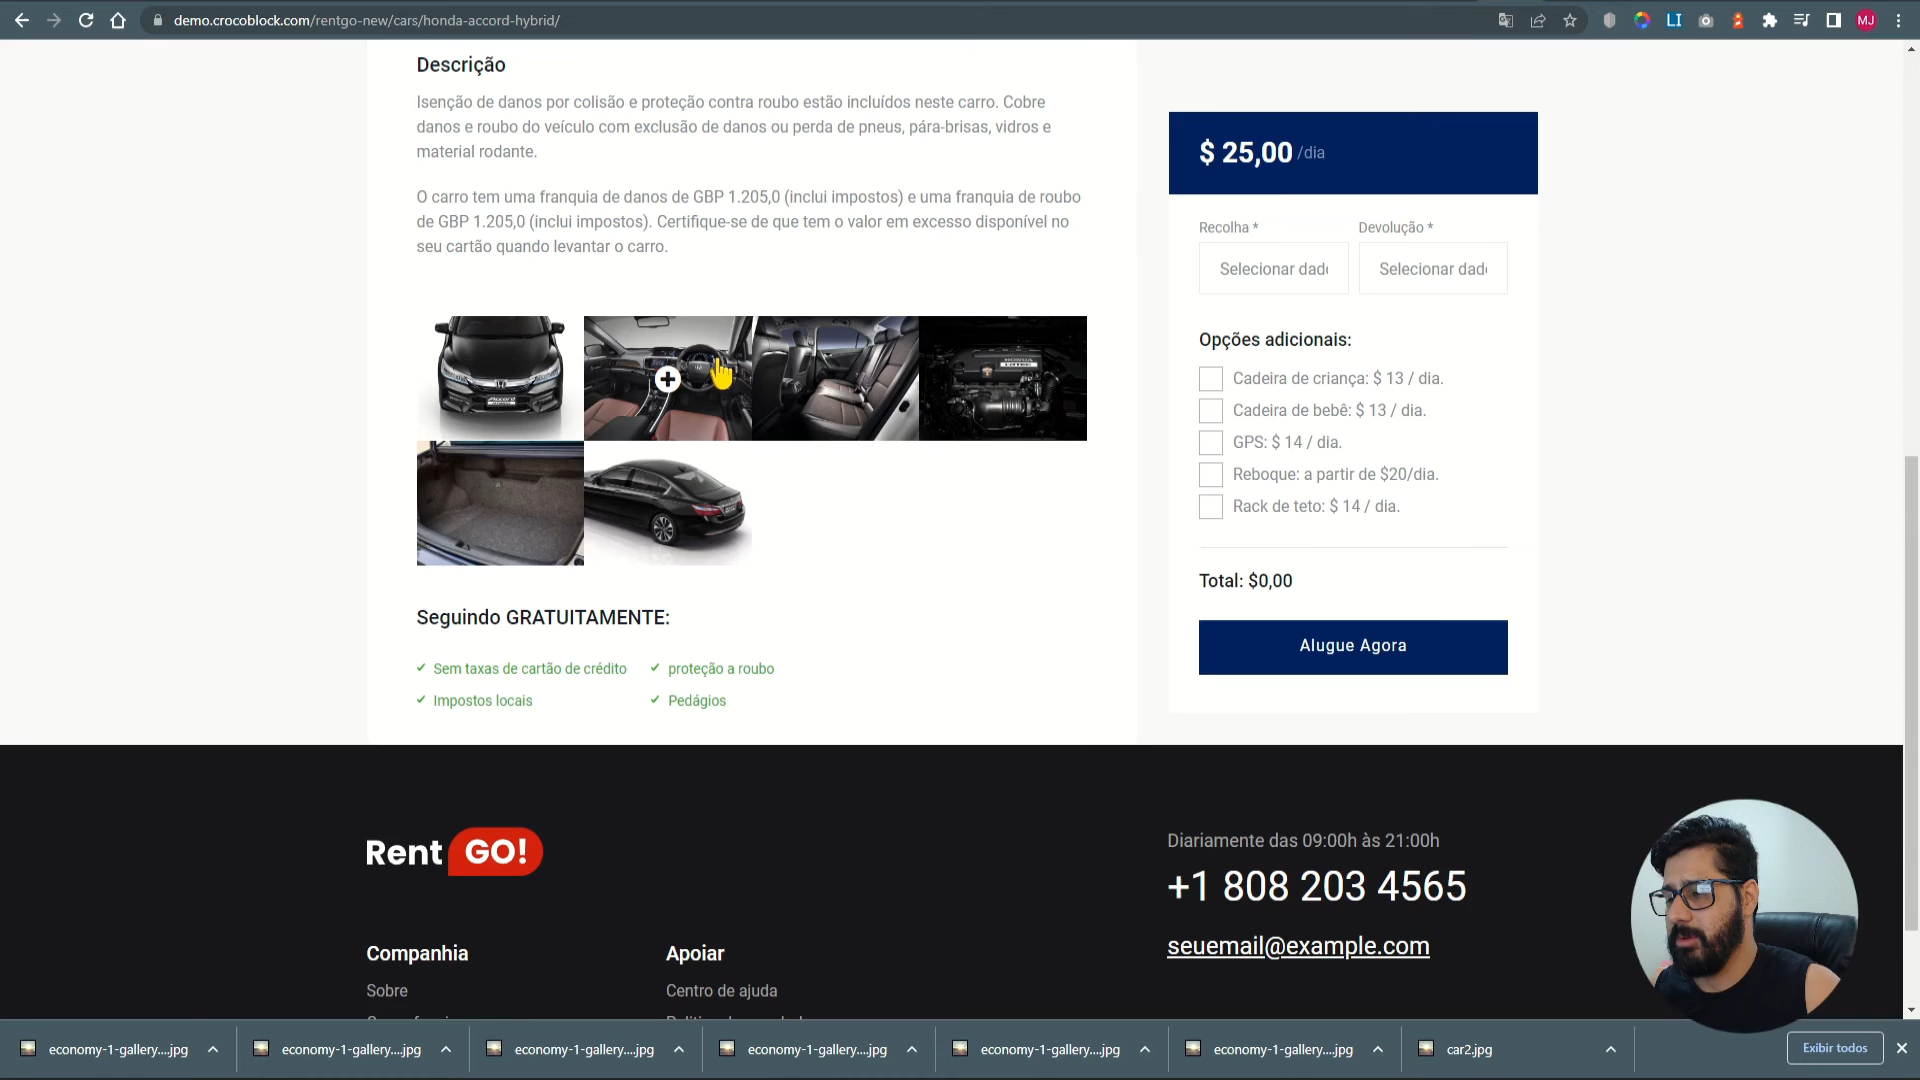 demo.crocoblock.com/rentgo-new/cars/honda-accord-hybrid/
LI
MJ
Descrição
Isenção de danos por colisão e proteção contra roubo estão incluídos neste carro. Cobre
danos e roubo do veículo com exclusão de danos ou perda de pneus, pára-brisas, vidros e
material rodante.
O carro tem uma franquia de danos de GBP 1.205,0 (inclui impostos) e uma franquia de roubo
de GBP 1.205,0 (inclui impostos). Certifique-se de que tem o valor em excesso disponível no
seu cartão quando levantar o carro.
Accord
HONDA
Seguindo GRATUITAMENTE:
✓ Sem taxas de cartão de crédito
✓ proteção a roubo
✓ Impostos locais
✓ Pedágios
$ 25,00 /dia
Recolha *
Devolução *
Selecionar dad
Selecionar dad
Opções adicionais:
Cadeira de criança: $ 13 / dia.
Cadeira de bebê: $ 13 / dia.
GPS: $ 14 / dia.
Reboque: a partir de $20/dia.
Rack de teto: $ 14 / dia.
Total: $0,00
Alugue Agora
Rent GO!
Diariamente das 09:00h às 21:00h
+1 808 203 4565
seuemail@example.com
Companhia
Apoiar
Sobre
Centro de ajuda
economy-1-gallery....jpg
economy-1-gallery....jpg
economy-1-gallery....jpg
economy-1-gallery....jpg
economy-1-gallery....jpg
economy-1-gallery....jpg
car2.jpg
Exibir todos